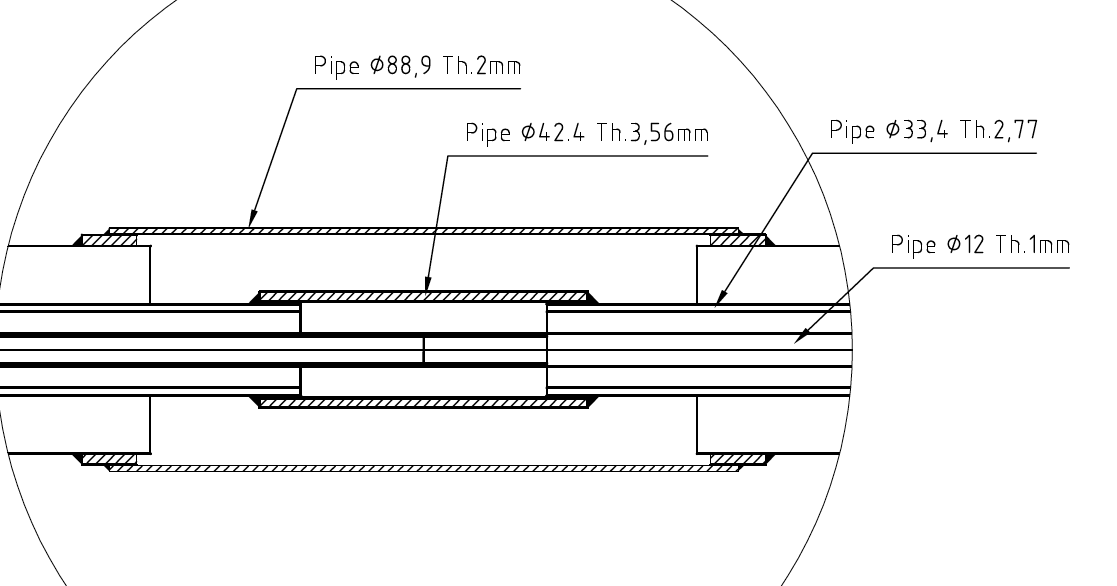 Pipe Ø88,9 Th.2mm
Pipe Ø42.4 Th.3,56mm
Pipe Ø33,4 Th.2,77
Pipe Ø12 Th.1mm